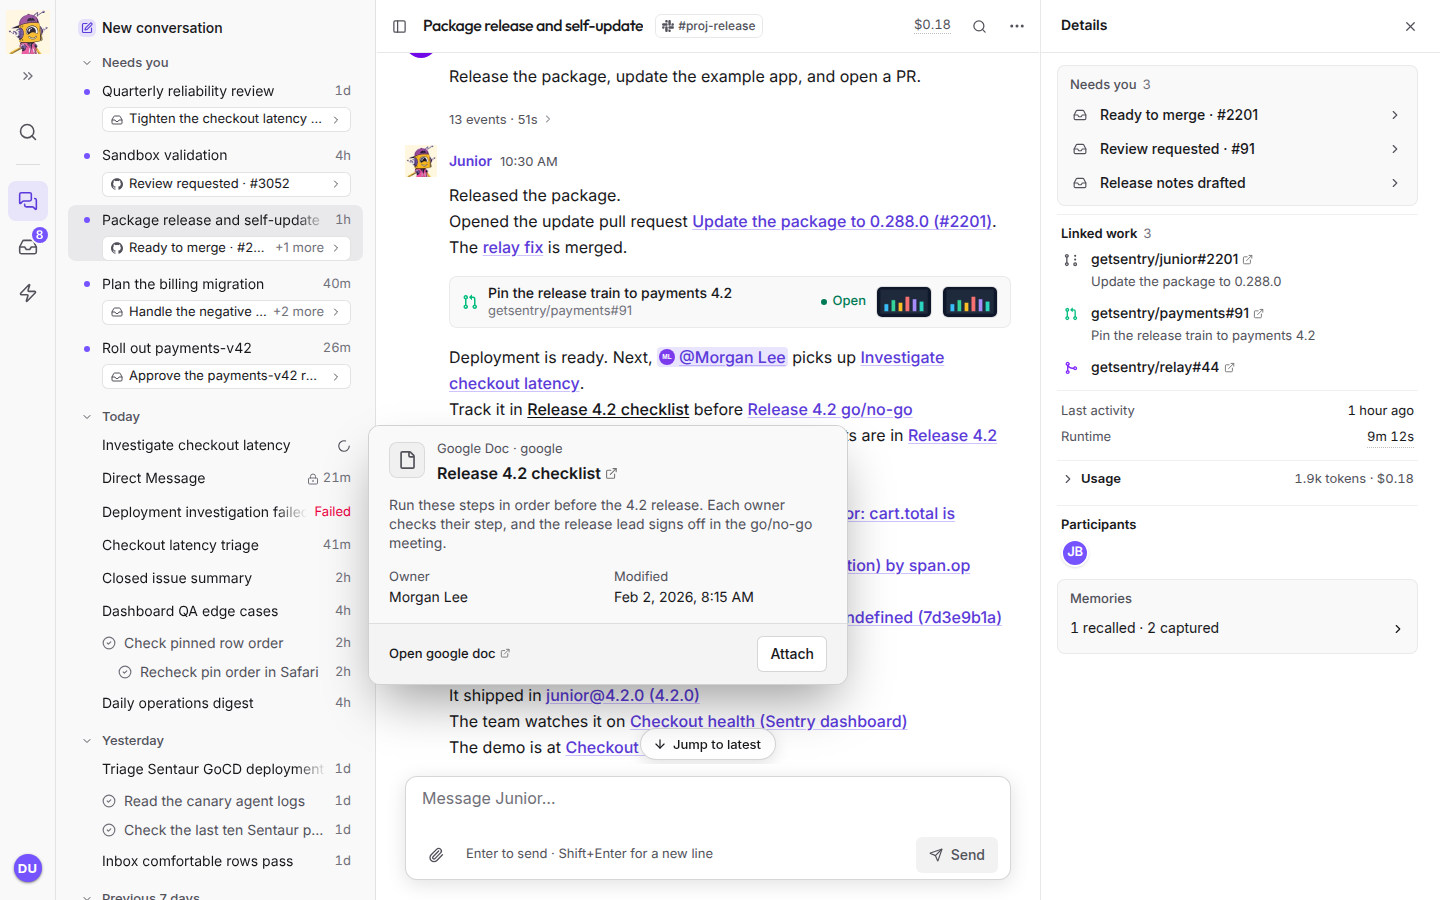 New conversation
Needs you
Quarterly reliability review 1d
Tighten the checkout latency ...
Sandbox validation 4h
Review requested · #3052
Package release and self-update 1h
Ready to merge · #2... +1 more
Plan the billing migration 40m
Handle the negative ... +2 more
Roll out payments-v42 26m
Approve the payments-v42 r...
Today
Investigate checkout latency
Direct Message 21m
Deployment investigation failed Failed
Checkout latency triage 41m
Closed issue summary 2h
Dashboard QA edge cases 4h
Check pinned row order 2h
Recheck pin order in Safari 2h
Daily operations digest 4h
Yesterday
Triage Sentaur GoCD deployment 1d
Read the canary agent logs 1d
Check the last ten Sentaur p... 1d
Inbox comfortable rows pass 1d
Previous 7 days
8
DU
Package release and self-update #proj-release $0.18
Release the package, update the example app, and open a PR.
13 events · 51s
Junior 10:30 AM
Released the package.
Opened the update pull request Update the package to 0.288.0 (#2201).
The relay fix is merged.
Pin the release train to payments 4.2
getsentry/payments#91
Open
Deployment is ready. Next, ML @Morgan Lee picks up Investigate
checkout latency.
Track it in Release 4.2 checklist before Release 4.2 go/no-go
s are in Release 4.2
or: cart.total is
tion) by span.op
ndefined (7d3e9b1a)
Google Doc · google
Release 4.2 checklist
Run these steps in order before the 4.2 release. Each owner
checks their step, and the release lead signs off in the go/no-go
meeting.
Owner Modified
Morgan Lee Feb 2, 2026, 8:15 AM
Open google doc Attach
It shipped in junior@4.2.0 (4.2.0)
The team watches it on Checkout health (Sentry dashboard)
The demo is at Checkout
Jump to latest
Message Junior...
Enter to send · Shift+Enter for a new line
Send
Details
Needs you 3
Ready to merge · #2201
Review requested · #91
Release notes drafted
Linked work 3
getsentry/junior#2201
Update the package to 0.288.0
getsentry/payments#91
Pin the release train to payments 4.2
getsentry/relay#44
Last activity 1 hour ago
Runtime 9m 12s
Usage 1.9k tokens · $0.18
Participants
JB
Memories
1 recalled · 2 captured